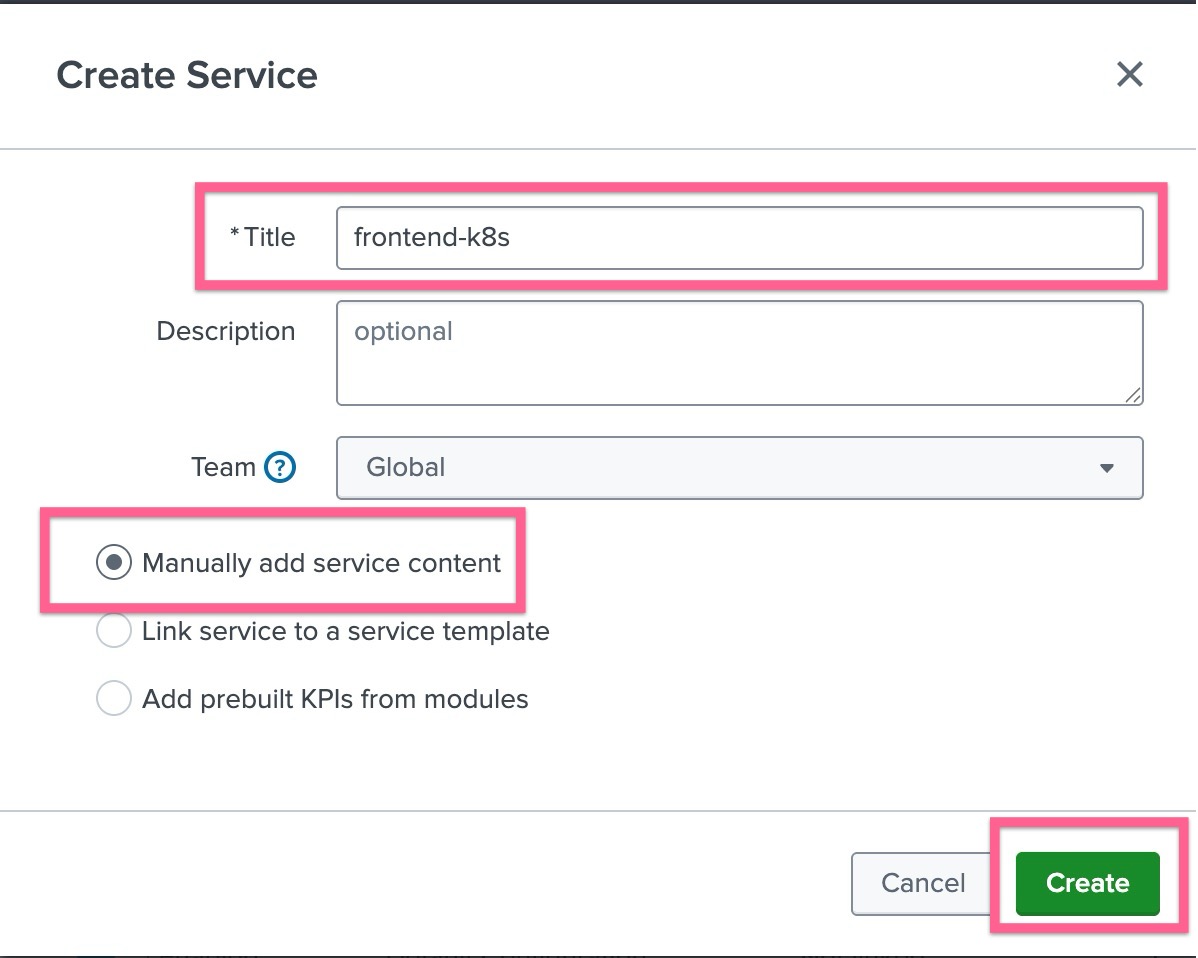 Create Service
* Title frontend-k8s
Description optional
Team ? Global
Manually add service content
Link service to a service template
Add prebuilt KPIs from modules
Cancel Create